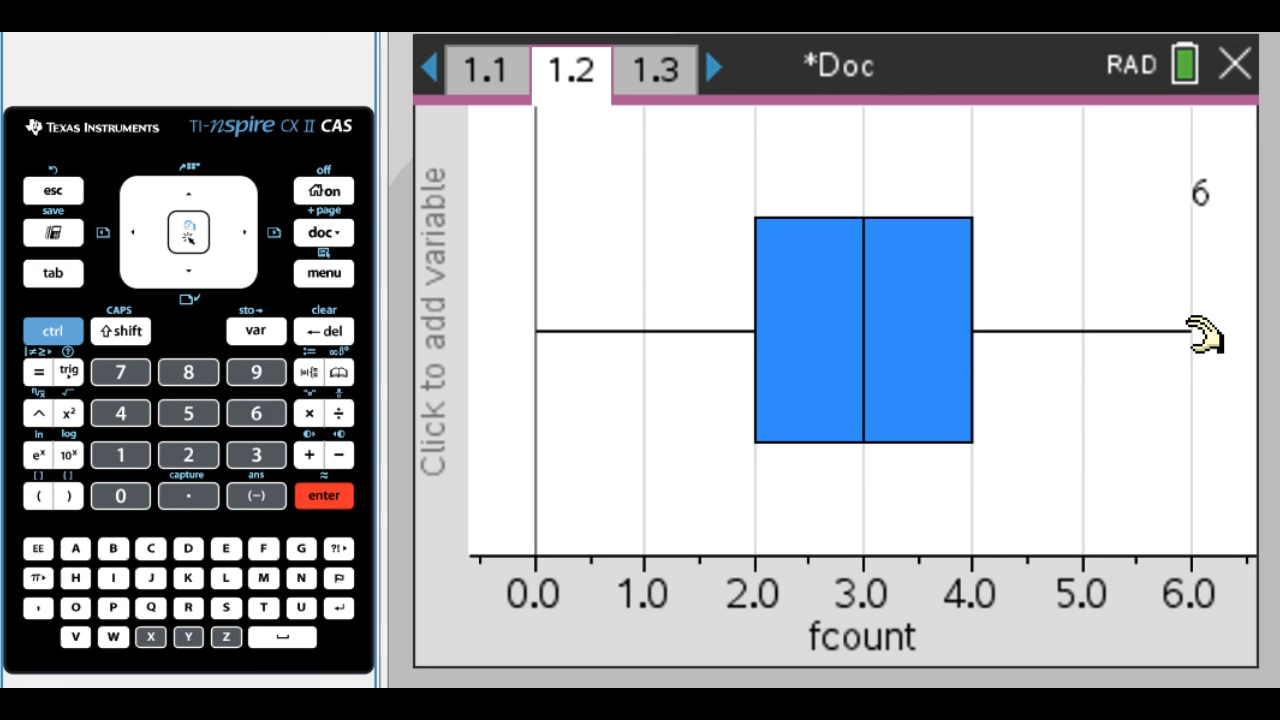 TEXAS INSTRUMENTS TI-nspire CX II CAS
off
esc
on
save
+ page
doc
tab
menu
CAPS sto→ clear
ctrl ⇧shift var ←del
|≠≥▸ ? := αβ°
= trig 7 8 9
"□"
^ x² 4 5 6 × ÷
ln log
eˣ 10ˣ 1 2 3 + −
[ ] { } capture ans ≈
( ) 0 . (−) enter
EE A B C D E F G ?!▸
π▸ H I J K L M N
, O P Q R S T U ↵
V W X Y Z
1.1 1.2 1.3 *Doc RAD
Click to add variable
6
0.0 1.0 2.0 3.0 4.0 5.0 6.0
fcount